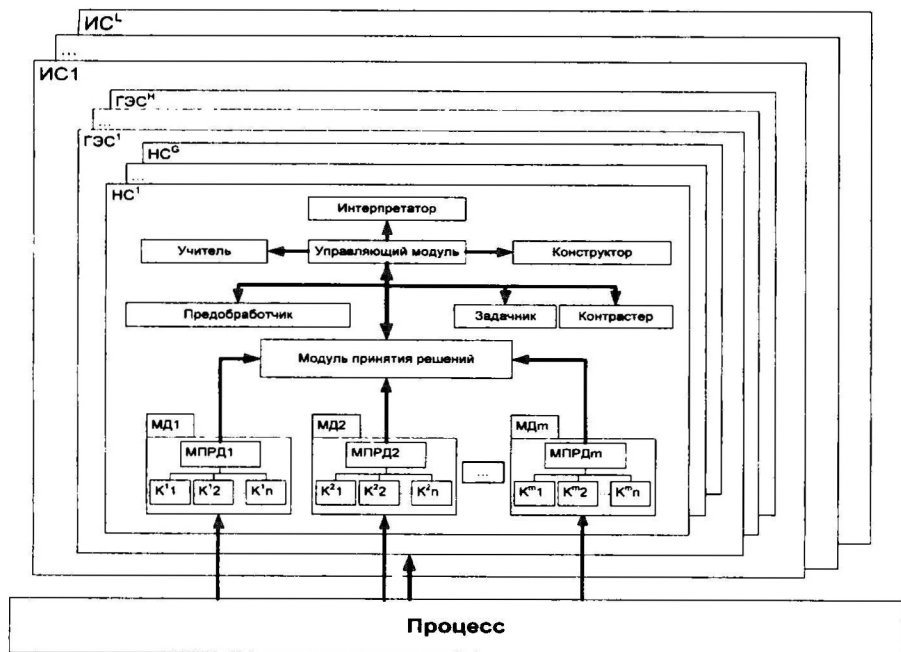 ИС^L
...
ИС1
ГЭС^Н
...
ГЭС^1
НС^G
...
НС^1
Интерпретатор
Учитель Управляющий модуль Конструктор
Предобработчик Задачник Контрастер
Модуль принятия решений
МД1 МД2 МДm
МПРД1 МПРД2 ... МПРДm
К^1 1 К^1 2 К^1 n К^2 1 К^2 2 К^2 n К^m 1 К^m 2 ... К^m n
Процесс